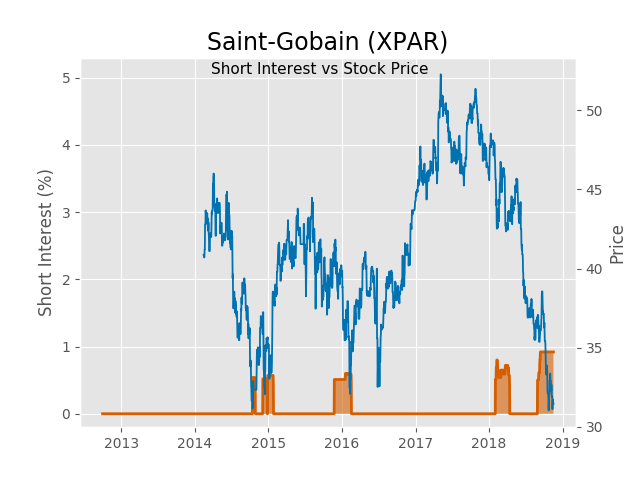 Saint-Gobain (XPAR)
Short Interest vs Stock Price
Short Interest (%)
5
4
3
2
1
0
50
45
40
35
30
Price
2013 2014 2015 2016 2017 2018 2019